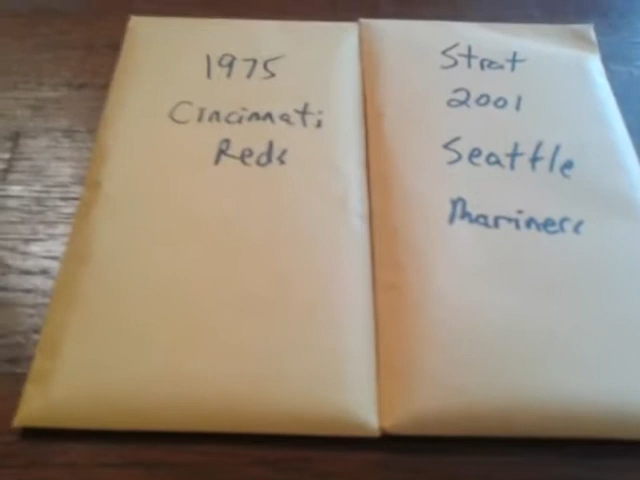 1975
Cincinnati
Reds
Strat
2001
Seattle
Mariners